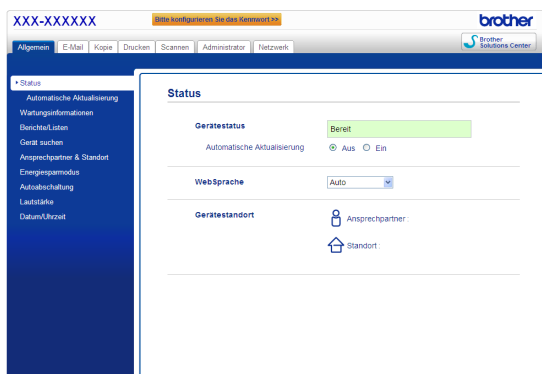 XXX-XXXXXX
Bitte konfigurieren Sie das Kennwort >>
brother
Allgemein E-Mail Kopie Drucken Scannen Administrator Netzwerk
Brother
Solutions Center
Status
Automatische Aktualisierung
Wartungsinformationen
Berichte/Listen
Gerät suchen
Ansprechpartner & Standort
Energiesparmodus
Autoabschaltung
Lautstärke
Datum/Uhrzeit
Status
Gerätestatus
Bereit
Automatische Aktualisierung
Aus Ein
WebSprache
Auto
Gerätestandort
Ansprechpartner :
Standort :